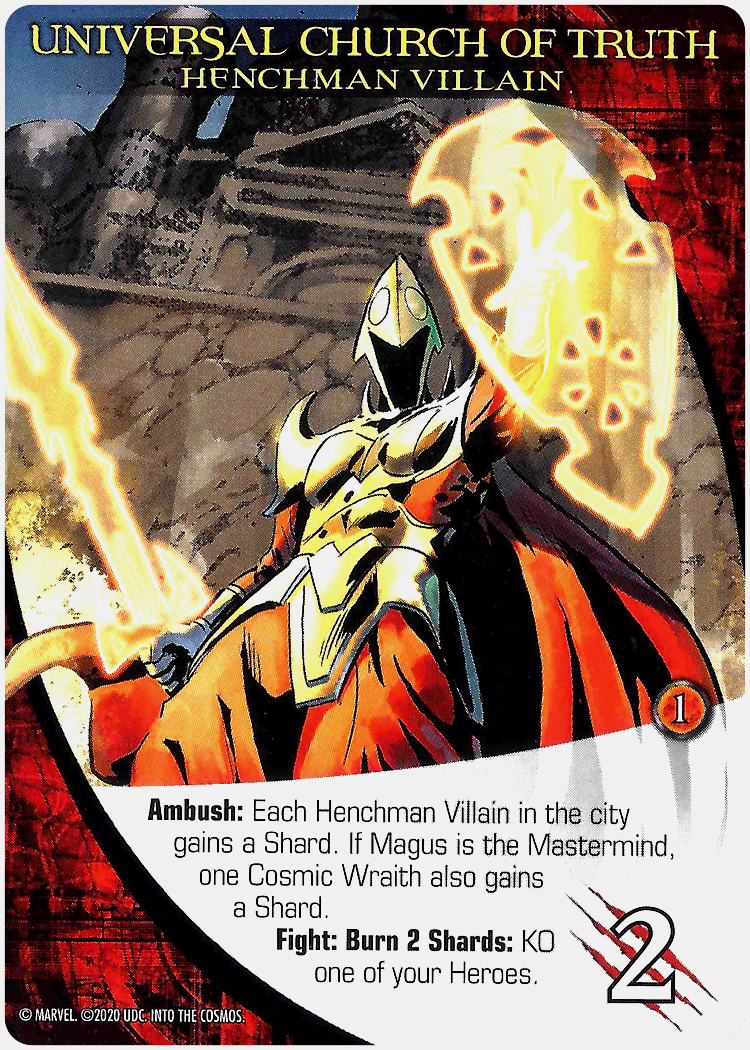 UNIVERSAL CHURCH OF TRUTH
HENCHMAN VILLAIN
1
Ambush: Each Henchman Villain in the city
gains a Shard. If Magus is the Mastermind,
one Cosmic Wraith also gains
a Shard.
Fight: Burn 2 Shards: KO
one of your Heroes.
2
© MARVEL. ©2020 UDC. INTO THE COSMOS.